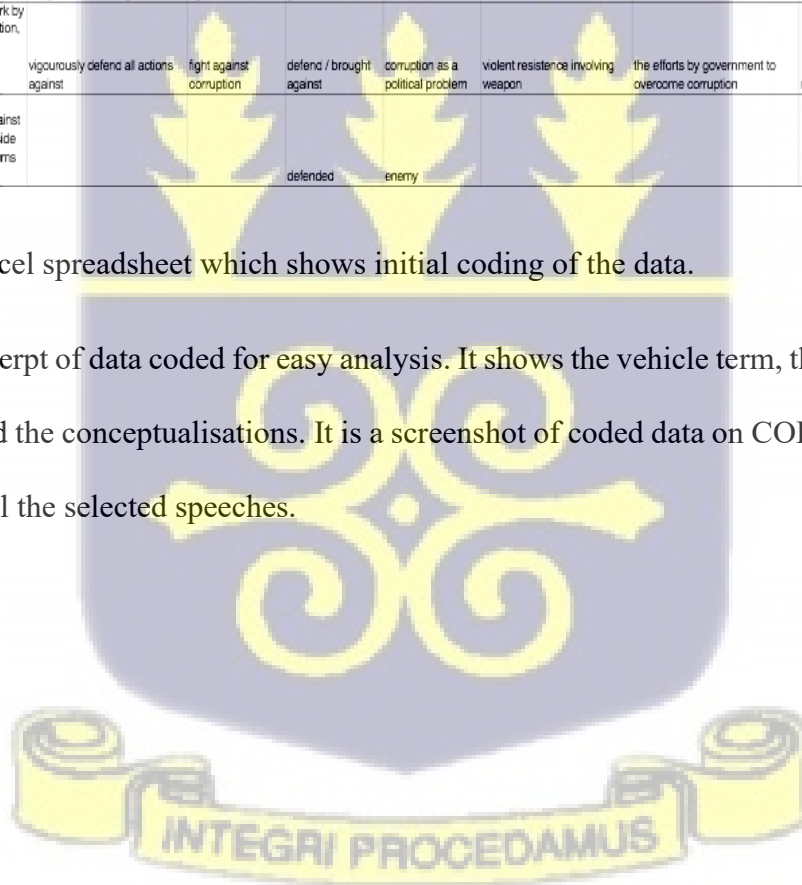 rk by
tion,
vigourously defend all actions against
fight against corruption
defend / brought against
corruption as a political problem
violent resistence involving weapon
the efforts by government to overcome corruption
ainst
side
rms
defended
enemy
cel spreadsheet which shows initial coding of the data.
erpt of data coded for easy analysis. It shows the vehicle term, th
d the conceptualisations. It is a screenshot of coded data on COR
l the selected speeches.
INTEGRI PROCEDAMUS